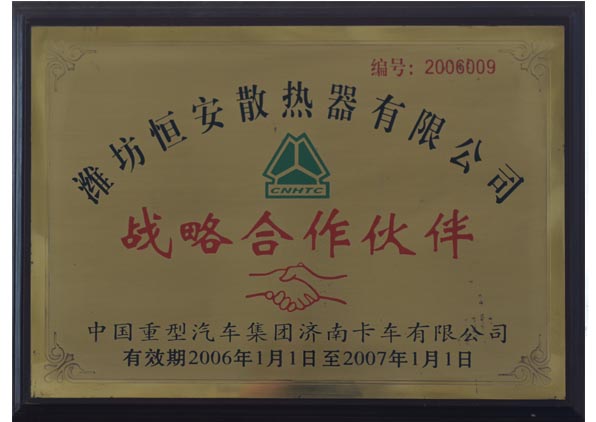 编号：2006009
潍坊恒安散热器有限公司
CNHTC
战略合作伙伴
中国重型汽车集团济南卡车有限公司
有效期2006年1月1日至2007年1月1日